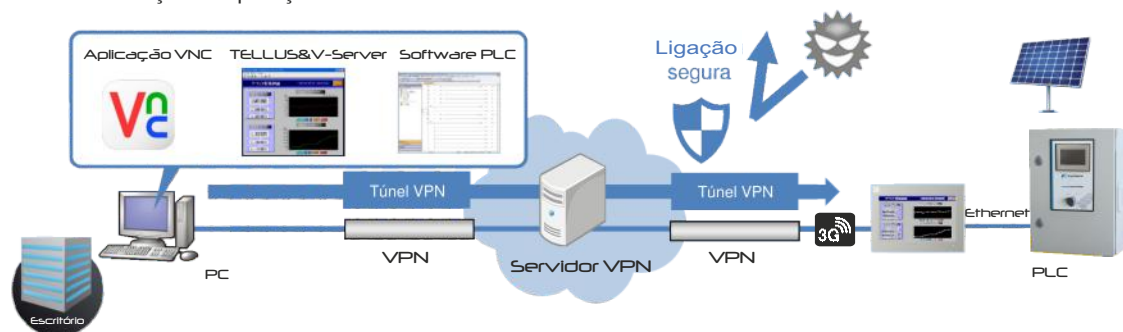 Aplicação VNC
TELLUS&V-Server
Software PLC
Vnc
Ligação
segura
Túnel VPN
Túnel VPN
3G
Ethernet
VPN
Servidor VPN
VPN
PC
PLC
Escritório